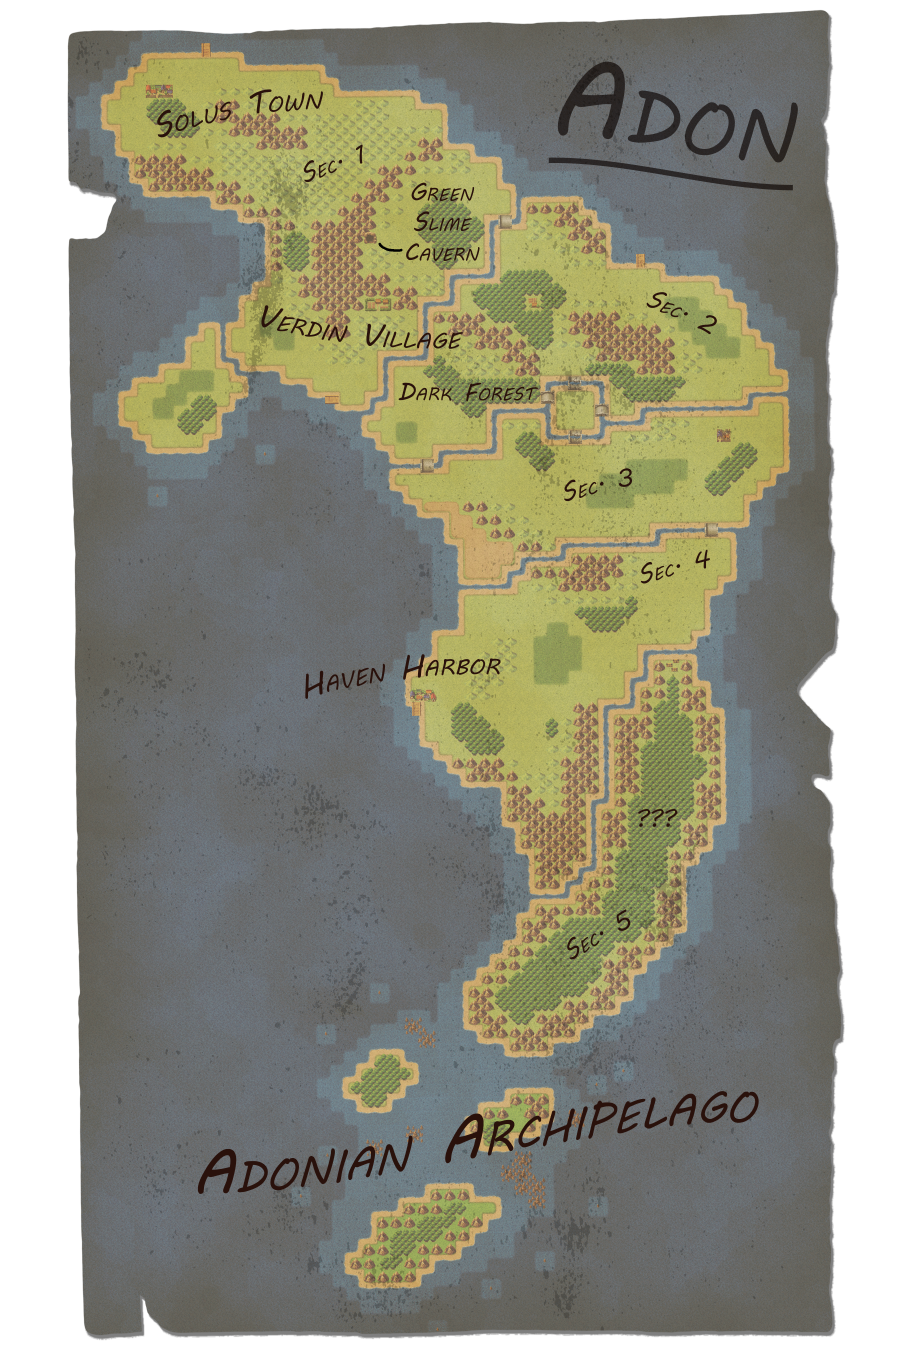 ADON
SOLUS TOWN
SEC. 1
GREEN
SLIME
CAVERN
SEC. 2
VERDIN VILLAGE
DARK FOREST
SEC. 3
SEC. 4
HAVEN HARBOR
???
SEC. 5
ADONIAN ARCHIPELAGO